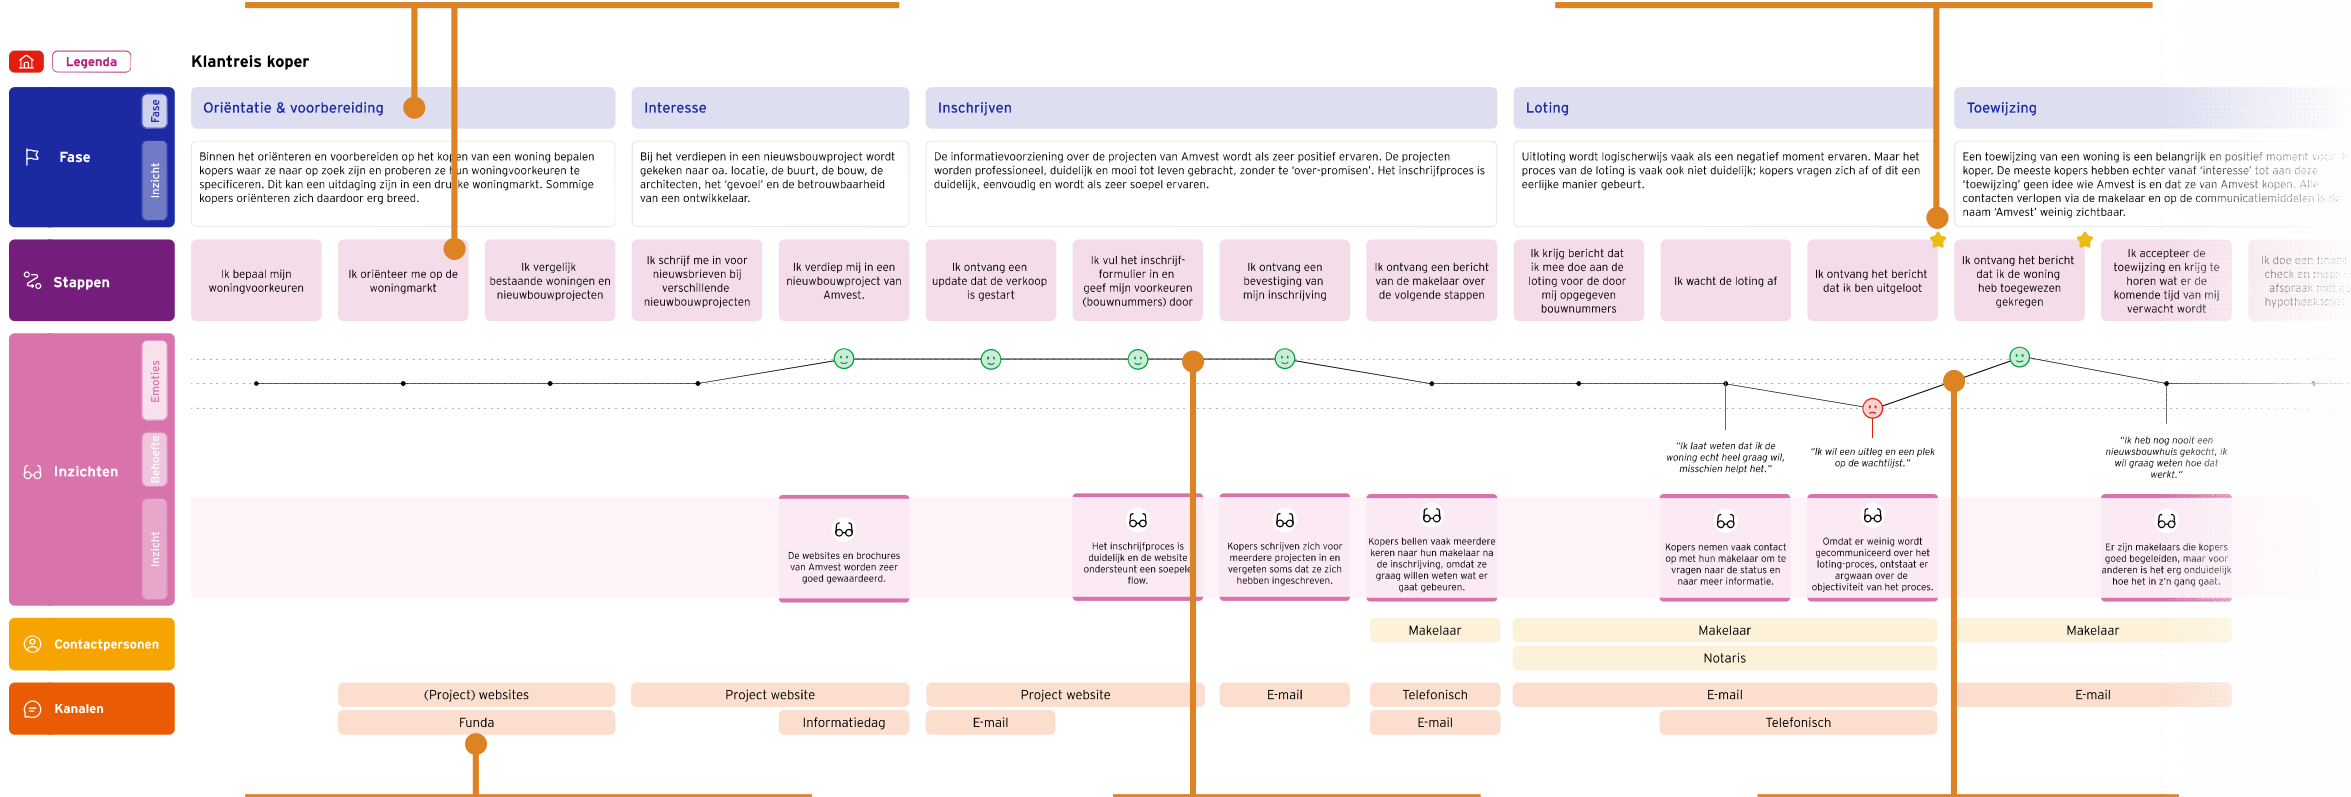 Legenda
Klantreis koper
Fase
Fase
Inzicht
Oriëntatie & voorbereiding
Interesse
Inschrijven
Loting
Toewijzing
Binnen het oriënteren en voorbereiden op het kopen van een woning bepalen
kopers waar ze naar op zoek zijn en proberen ze hun woningvoorkeuren te
specificeren. Dit kan een uitdaging zijn in een drukke woningmarkt. Sommige
kopers oriënteren zich daardoor erg breed.
Bij het verdiepen in een nieuwsbouwproject wordt
gekeken naar oa. locatie, de buurt, de bouw, de
architecten, het 'gevoel' en de betrouwbaarheid
van een ontwikkelaar.
De informatievoorziening over de projecten van Amvest wordt als zeer positief ervaren. De projecten
worden professioneel, duidelijk en mooi tot leven gebracht, zonder te 'over-promisen'. Het inschrijfproces is
duidelijk, eenvoudig en wordt als zeer soepel ervaren.
Uitloting wordt logischerwijs vaak als een negatief moment ervaren. Maar het
proces van de loting is vaak ook niet duidelijk; kopers vragen zich af of dit een
eerlijke manier gebeurt.
Een toewijzing van een woning is een belangrijk en positief moment voor
koper. De meeste kopers hebben echter vanaf 'interesse' tot aan deze
'toewijzing' geen idee wie Amvest is en dat ze van Amvest kopen. Alle
contacten verlopen via de makelaar en op de communicatiemiddelen is de
naam 'Amvest' weinig zichtbaar.
Stappen
Ik bepaal mijn
woningvoorkeuren
Ik oriënteer me op de
woningmarkt
Ik vergelijk
bestaande woningen en
nieuwbouwprojecten
Ik schrijf me in voor
nieuwsbrieven bij
verschillende
nieuwbouwprojecten
Ik verdiep mij in een
nieuwbouwproject van
Amvest.
Ik ontvang een
update dat de verkoop
is gestart
Ik vul het inschrijf-
formulier in en
geef mijn voorkeuren
(bouwnummers) door
Ik ontvang een
bevestiging van
mijn inschrijving
Ik ontvang een bericht
van de makelaar over
de volgende stappen
Ik krijg bericht dat
ik mee doe aan de
loting voor de door
mij opgegeven
bouwnummers
Ik wacht de loting af
Ik ontvang het bericht
dat ik ben uitgeloot
Ik ontvang het bericht
dat ik de woning
heb toegewezen
gekregen
Ik accepteer de
toewijzing en krijg te
horen wat er de
komende tijd van mij
verwacht wordt
Ik doe een
check en
afspraak met
Inzichten
Emoties
Behoefte
Inzicht
"Ik laat weten dat ik de
woning echt heel graag wil,
misschien helpt het."
"Ik wil een uitleg en een plek
op de wachtlijst."
"Ik heb nog nooit een
nieuwsbouwhuis gekocht, ik
wil graag weten hoe dat
werkt."
De websites en brochures
van Amvest worden zeer
goed gewaardeerd.
Het inschrijfproces is
duidelijk en de website
ondersteunt een soepele
flow.
Kopers schrijven zich voor
meerdere projecten in en
vergeten soms dat ze zich
hebben ingeschreven.
Kopers bellen vaak meerdere
keren naar hun makelaar na
de inschrijving, omdat ze
graag willen weten wat er
gaat gebeuren.
Kopers nemen vaak contact
op met hun makelaar om te
vragen naar de status en
naar meer informatie.
Omdat er weinig wordt
gecommuniceerd over het
loting-proces, ontstaat er
argwaan over de
objectiviteit van het proces.
Er zijn makelaars die kopers
goed begeleiden, maar voor
anderen is het erg onduidelijk
hoe het in z'n gang gaat.
Contactpersonen
Makelaar
Makelaar
Makelaar
Notaris
Kanalen
(Project) websites
Project website
Project website
E-mail
Telefonisch
E-mail
E-mail
Funda
Informatiedag
E-mail
E-mail
Telefonisch